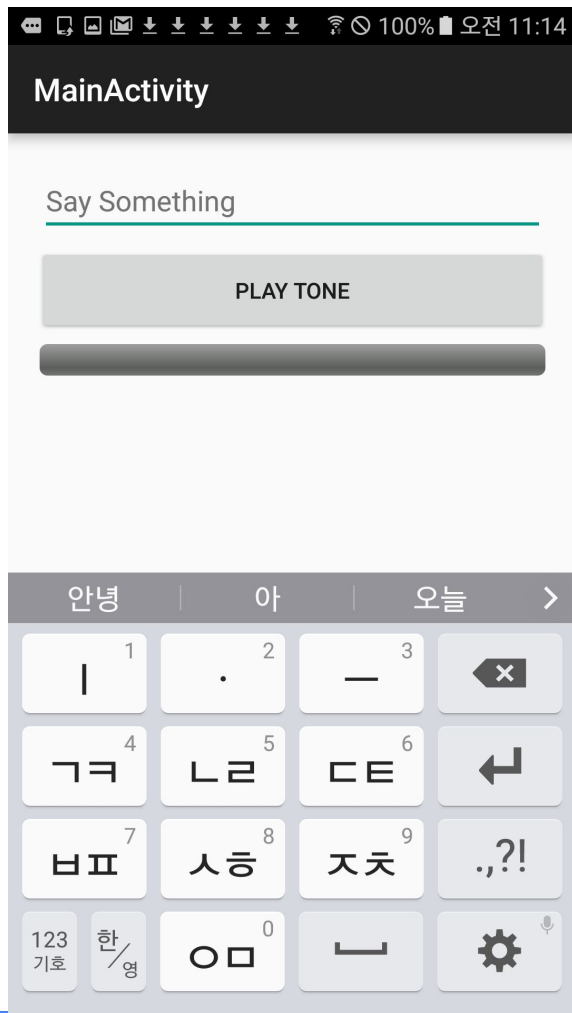 100% 오전 11:14
MainActivity
Say Something
PLAY TONE
안녕 아 오늘
ㅣ 1 · 2 ㅡ 3
ㄱㅋ 4 ㄴㄹ 5 ㄷㅌ 6
ㅂㅍ 7 ㅅㅎ 8 ㅈㅊ 9 .,?!
123 기호 한/영 ㅇㅁ 0